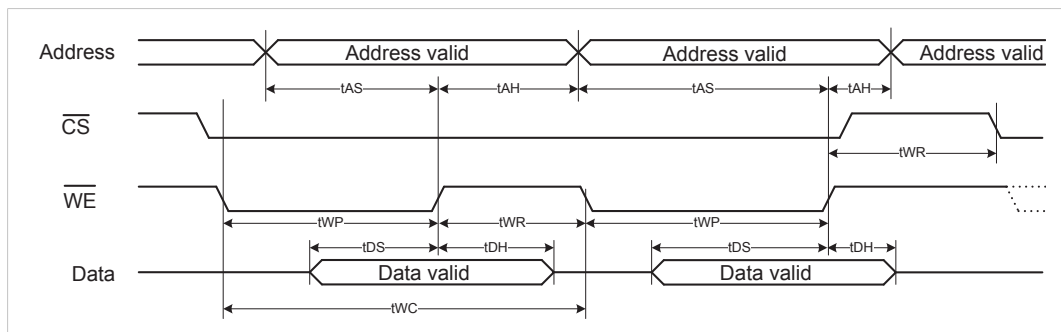 Address Address valid Address valid Address valid
tAS tAH tAS tAH
CS
tWR
WE
tWP tWR tWP
tDS tDH tDS tDH
Data Data valid Data valid
tWC